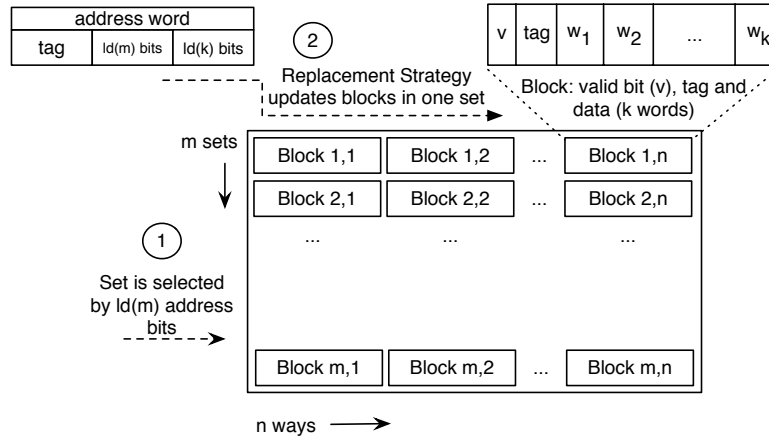 address word
tag ld(m) bits ld(k) bits
2
Replacement Strategy
updates blocks in one set
v tag w1 w2 ... wk
Block: valid bit (v), tag and
data (k words)
m sets
Block 1,1 Block 1,2 ... Block 1,n
Block 2,1 Block 2,2 ... Block 2,n
... ... ...
1
Set is selected
by ld(m) address
bits
Block m,1 Block m,2 ... Block m,n
n ways